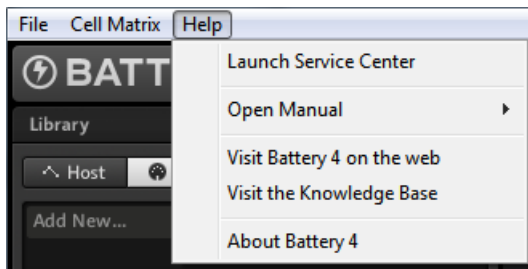 File Cell Matrix Help
BATT
Launch Service Center
Library
Open Manual
Host
Visit Battery 4 on the web
Visit the Knowledge Base
Add New...
About Battery 4